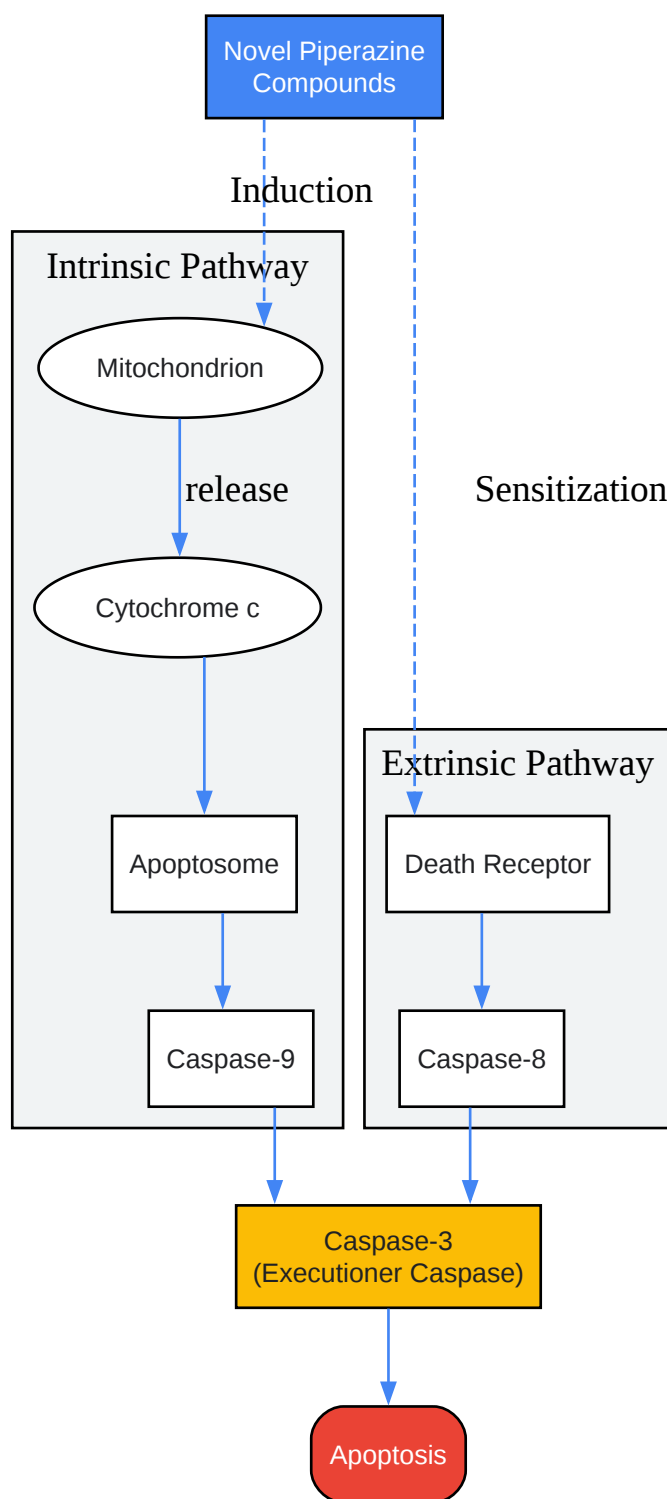 Novel Piperazine
Compounds
Induction
Intrinsic Pathway
Mitochondrion
release
Sensitization
Cytochrome c
Extrinsic Pathway
Apoptosome
Death Receptor
Caspase-9
Caspase-8
Caspase-3
(Executioner Caspase)
Apoptosis